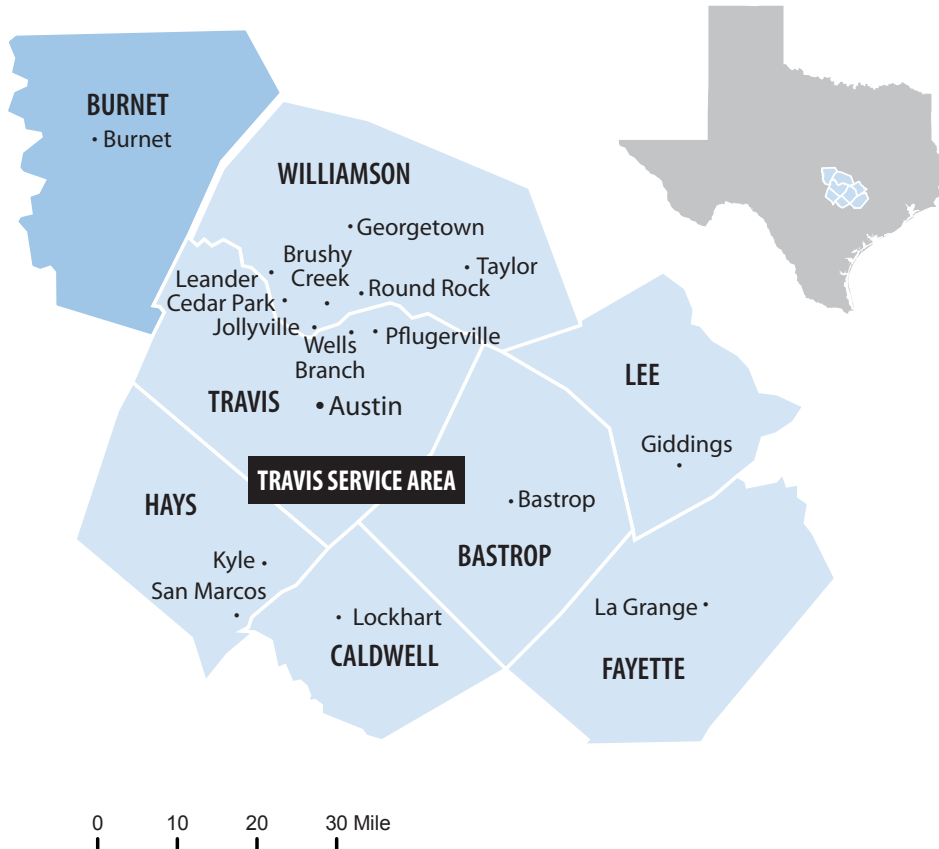 BURNET
Burnet
WILLIAMSON
Georgetown
Brushy
Creek
Taylor
Leander
Round Rock
Cedar Park
Jollyville
Wells
Branch
Pflugerville
LEE
TRAVIS
Austin
Giddings
TRAVIS SERVICE AREA
HAYS
Bastrop
BASTROP
Kyle
San Marcos
La Grange
Lockhart
CALDWELL
FAYETTE
0 10 20 30 Mile